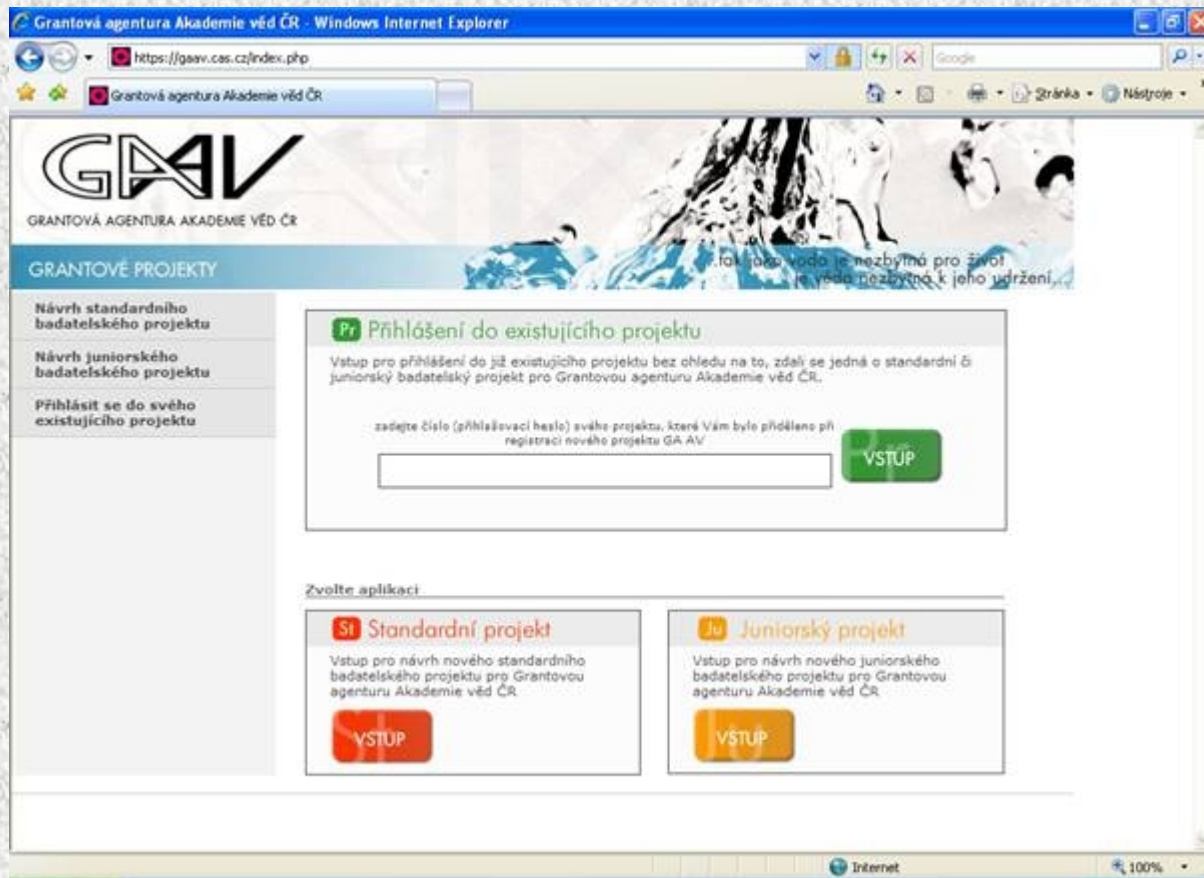 Grantová agentura Akademie věd ČR - Windows Internet Explorer
https://gaav.cas.cz/index.php
Google
Grantová agentura Akademie věd ČR
Stránka
Nástroje
GAAV
GRANTOVÁ AGENTURA AKADEMIE VĚD ČR
GRANTOVÉ PROJEKTY
tak jako voda je nezbytná pro život
je věda nezbytná k jeho udržení...
Návrh standardního
badatelského projektu
Návrh juniorského
badatelského projektu
Přihlásit se do svého
existujícího projektu
Pr Přihlášení do existujícího projektu
Vstup pro přihlášení do již existujícího projektu bez ohledu na to, zdali se jedná o standardní či
juniorský badatelský projekt pro Grantovou agenturu Akademie věd ČR.
zadejte číslo (přihlašovací heslo) svého projektu, které Vám bylo přiděleno při
registraci nového projektu GA AV
Pr
VSTUP
Zvolte aplikaci
St Standardní projekt
Vstup pro návrh nového standardního
badatelského projektu pro Grantovou
agenturu Akademie věd ČR
St
VSTUP
Ju Juniorský projekt
Vstup pro návrh nového juniorského
badatelského projektu pro Grantovou
agenturu Akademie věd ČR
Ju
VSTUP
Internet
100%